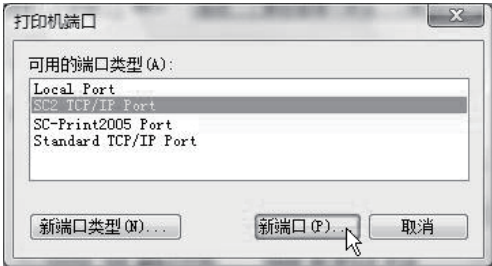 打印机端口
可用的端口类型(A):
Local Port
SC2 TCP/IP Port
SC-Print2005 Port
Standard TCP/IP Port
新端口类型(N)... 新端口(P)... 取消